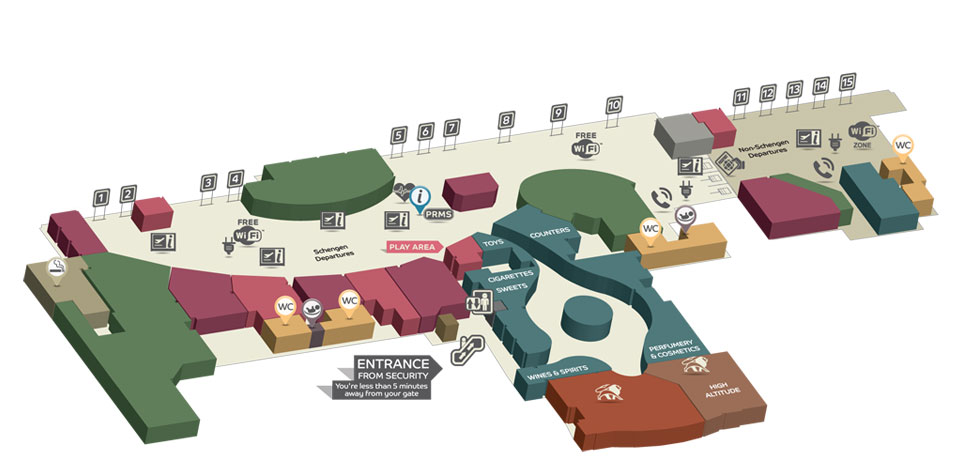 1
2
3
4
5
6
7
8
9
10
11
12
13
14
15
FREE
WiFi
FREE
WiFi
WiFi
ZONE
Non-Schengen
Departures
Schengen
Departures
i
i
i
i
i
i
i
PRMS
PLAY AREA
TOYS
COUNTERS
CIGARETTES
SWEETS
WC
WC
WC
WC
ENTRANCE
FROM SECURITY
You're less than 5 minutes
away from your gate
WINES & SPIRITS
PERFUMERY
& COSMETICS
HIGH
ALTITUDE